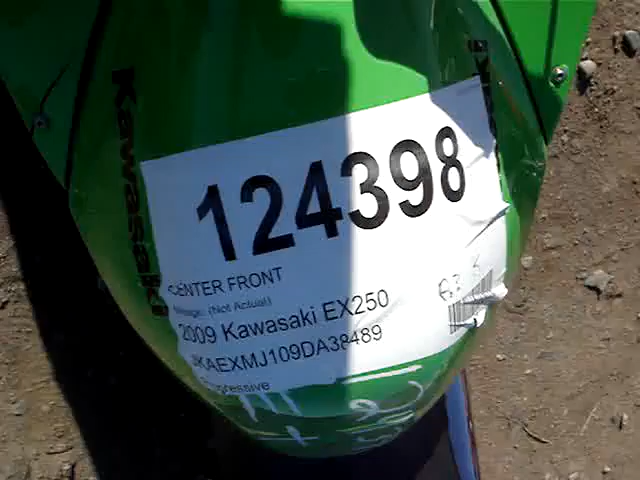 Kawasaki
124398
CENTER FRONT
Mileage: (Not Actual)
2009 Kawasaki EX250
JKAEXMJ109DA38489
Progressive